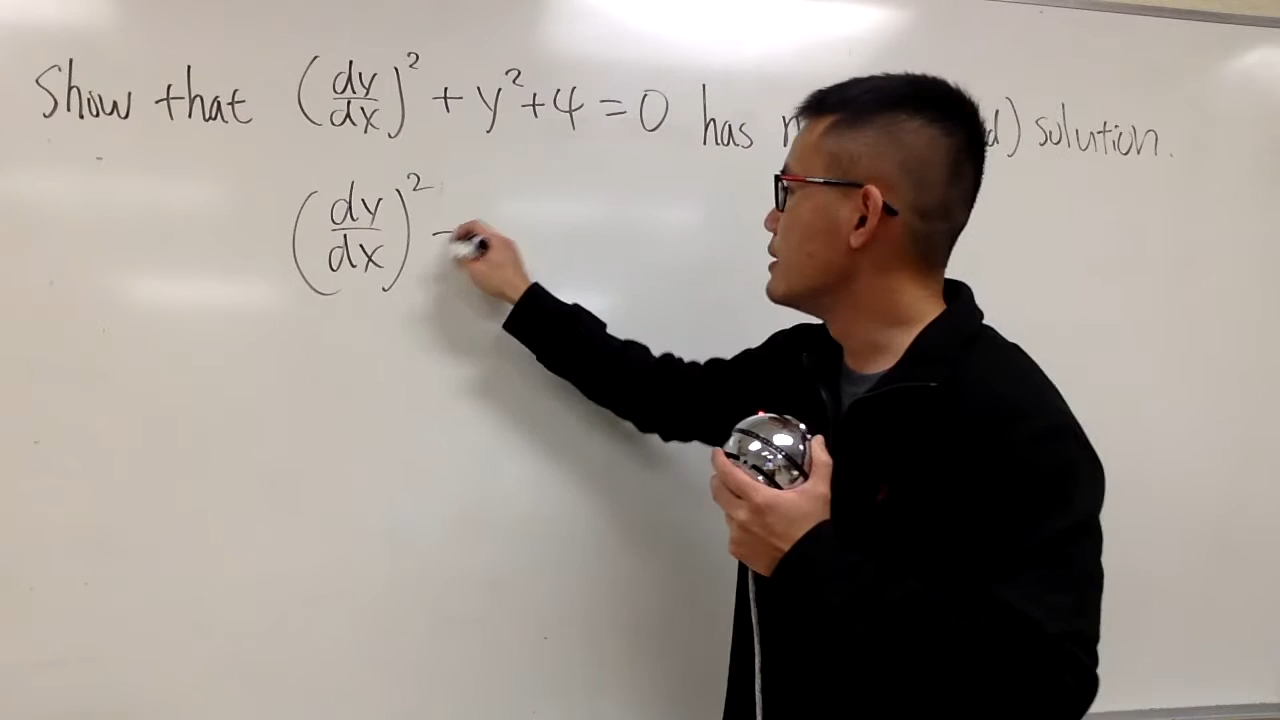 Show that (dy/dx)² + y² + 4 = 0 has d) solution.
(dy/dx)² -